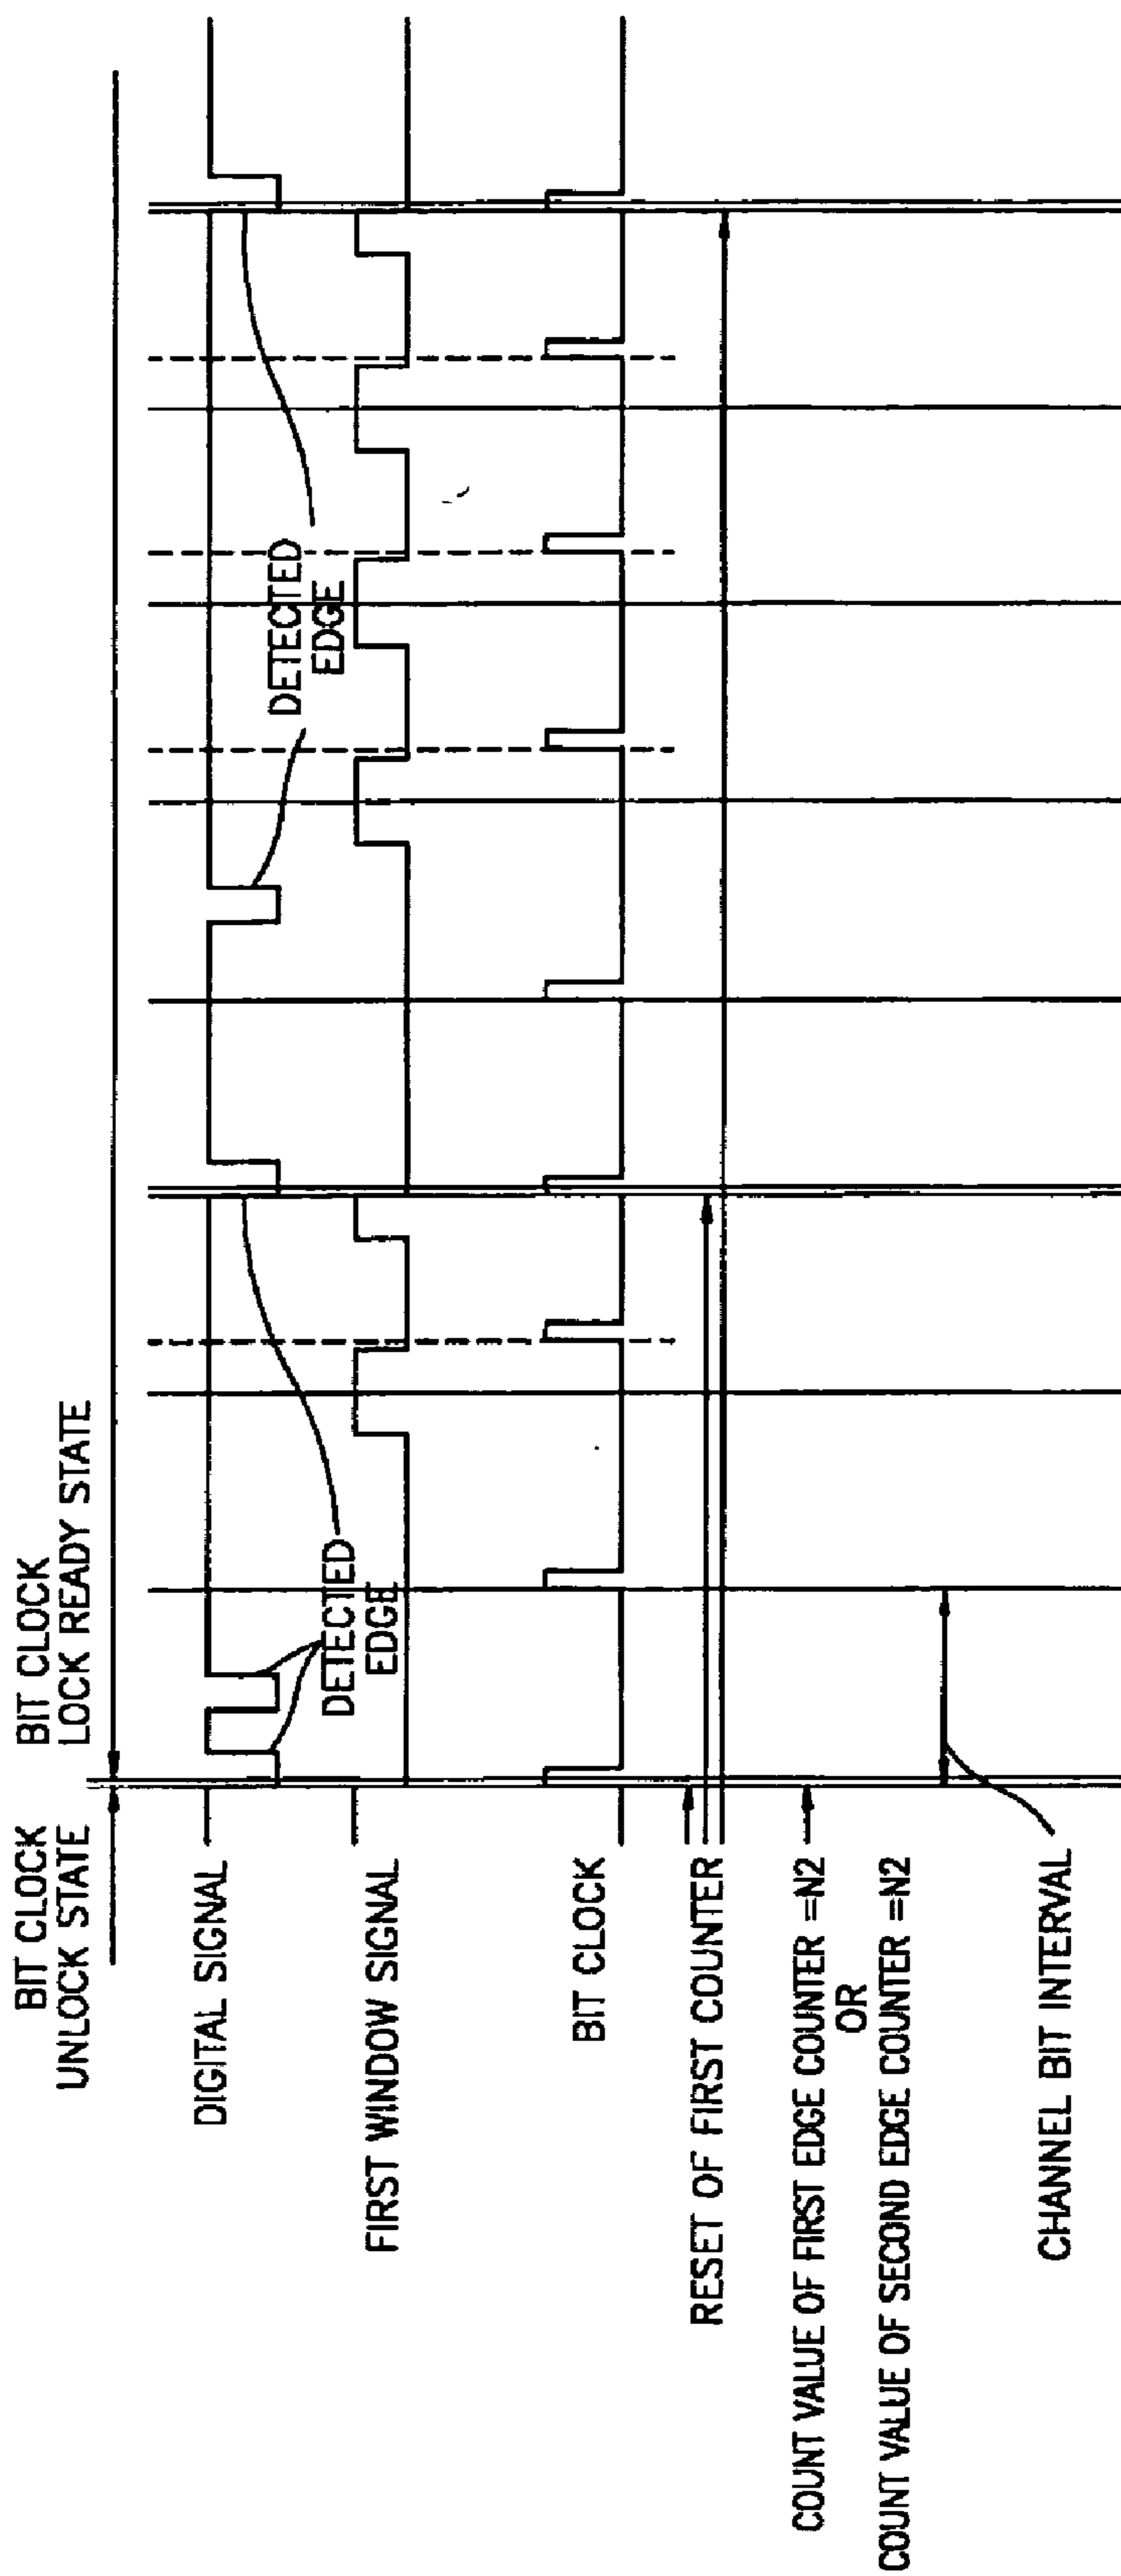 BIT CLOCK
UNLOCK STATE
BIT CLOCK
LOCK READY STATE
DIGITAL SIGNAL
DETECTED
EDGE
DETECTED
EDGE
FIRST WINDOW SIGNAL
BIT CLOCK
RESET OF FIRST COUNTER
COUNT VALUE OF FIRST EDGE COUNTER =N2
OR
COUNT VALUE OF SECOND EDGE COUNTER =N2
CHANNEL BIT INTERVAL